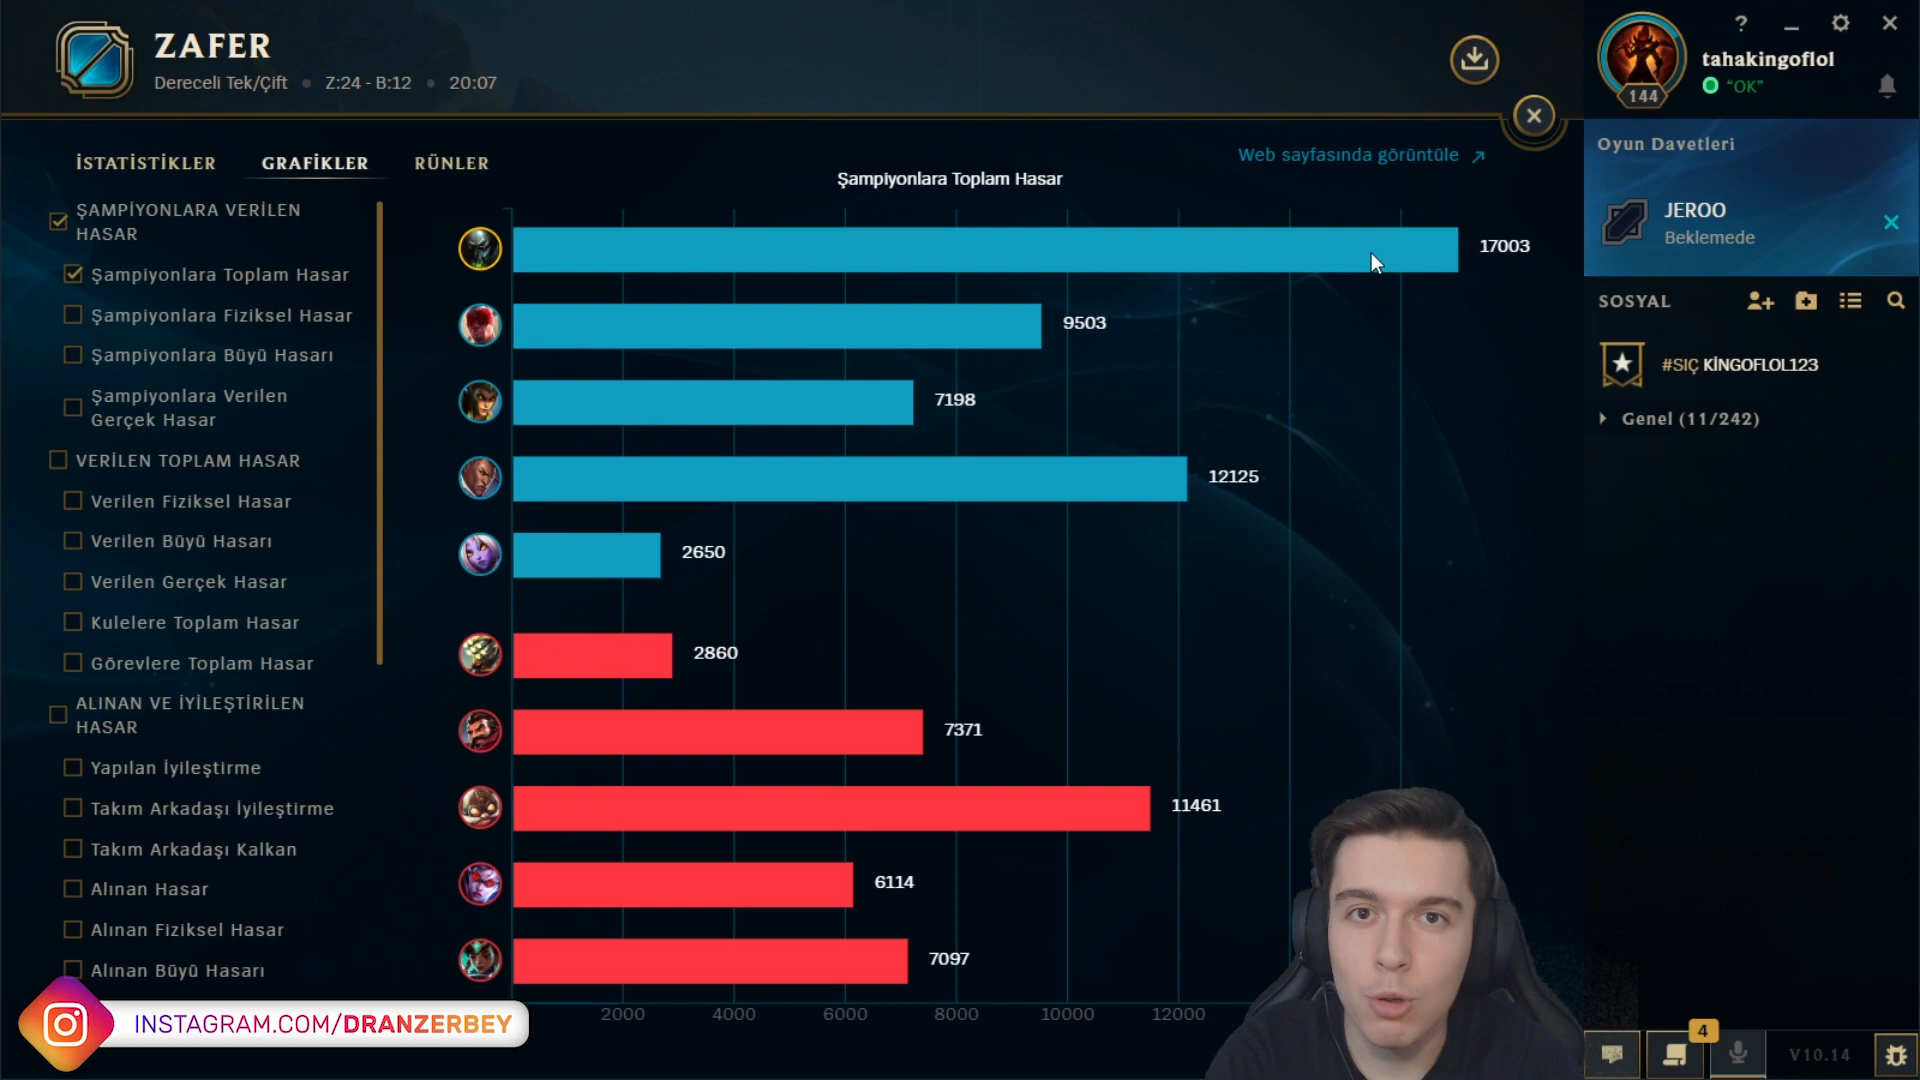 ZAFER
Dereceli Tek/Çift • Z:24 - B:12 • 20:07
144
tahakingoflol
“OK”
İSTATİSTİKLER
GRAFİKLER
RÜNLER
Web sayfasında görüntüle
Şampiyonlara Toplam Hasar
Oyun Davetleri
JEROO
Beklemede
SOSYAL
#SIÇ KİNGOFLOL123
Genel (11/242)
ŞAMPİYONLARA VERİLEN
HASAR
Şampiyonlara Toplam Hasar
Şampiyonlara Fiziksel Hasar
Şampiyonlara Büyü Hasarı
Şampiyonlara Verilen
Gerçek Hasar
VERİLEN TOPLAM HASAR
Verilen Fiziksel Hasar
Verilen Büyü Hasarı
Verilen Gerçek Hasar
Kulelere Toplam Hasar
Görevlere Toplam Hasar
ALINAN VE İYİLEŞTİRİLEN
HASAR
Yapılan İyileştirme
Takım Arkadaşı İyileştirme
Takım Arkadaşı Kalkan
Alınan Hasar
Alınan Fiziksel Hasar
Alınan Büyü Hasarı
17003
9503
7198
12125
2650
2860
7371
11461
6114
7097
2000
4000
6000
8000
10000
12000
INSTAGRAM.COM/DRANZERBEY
4
V10.14